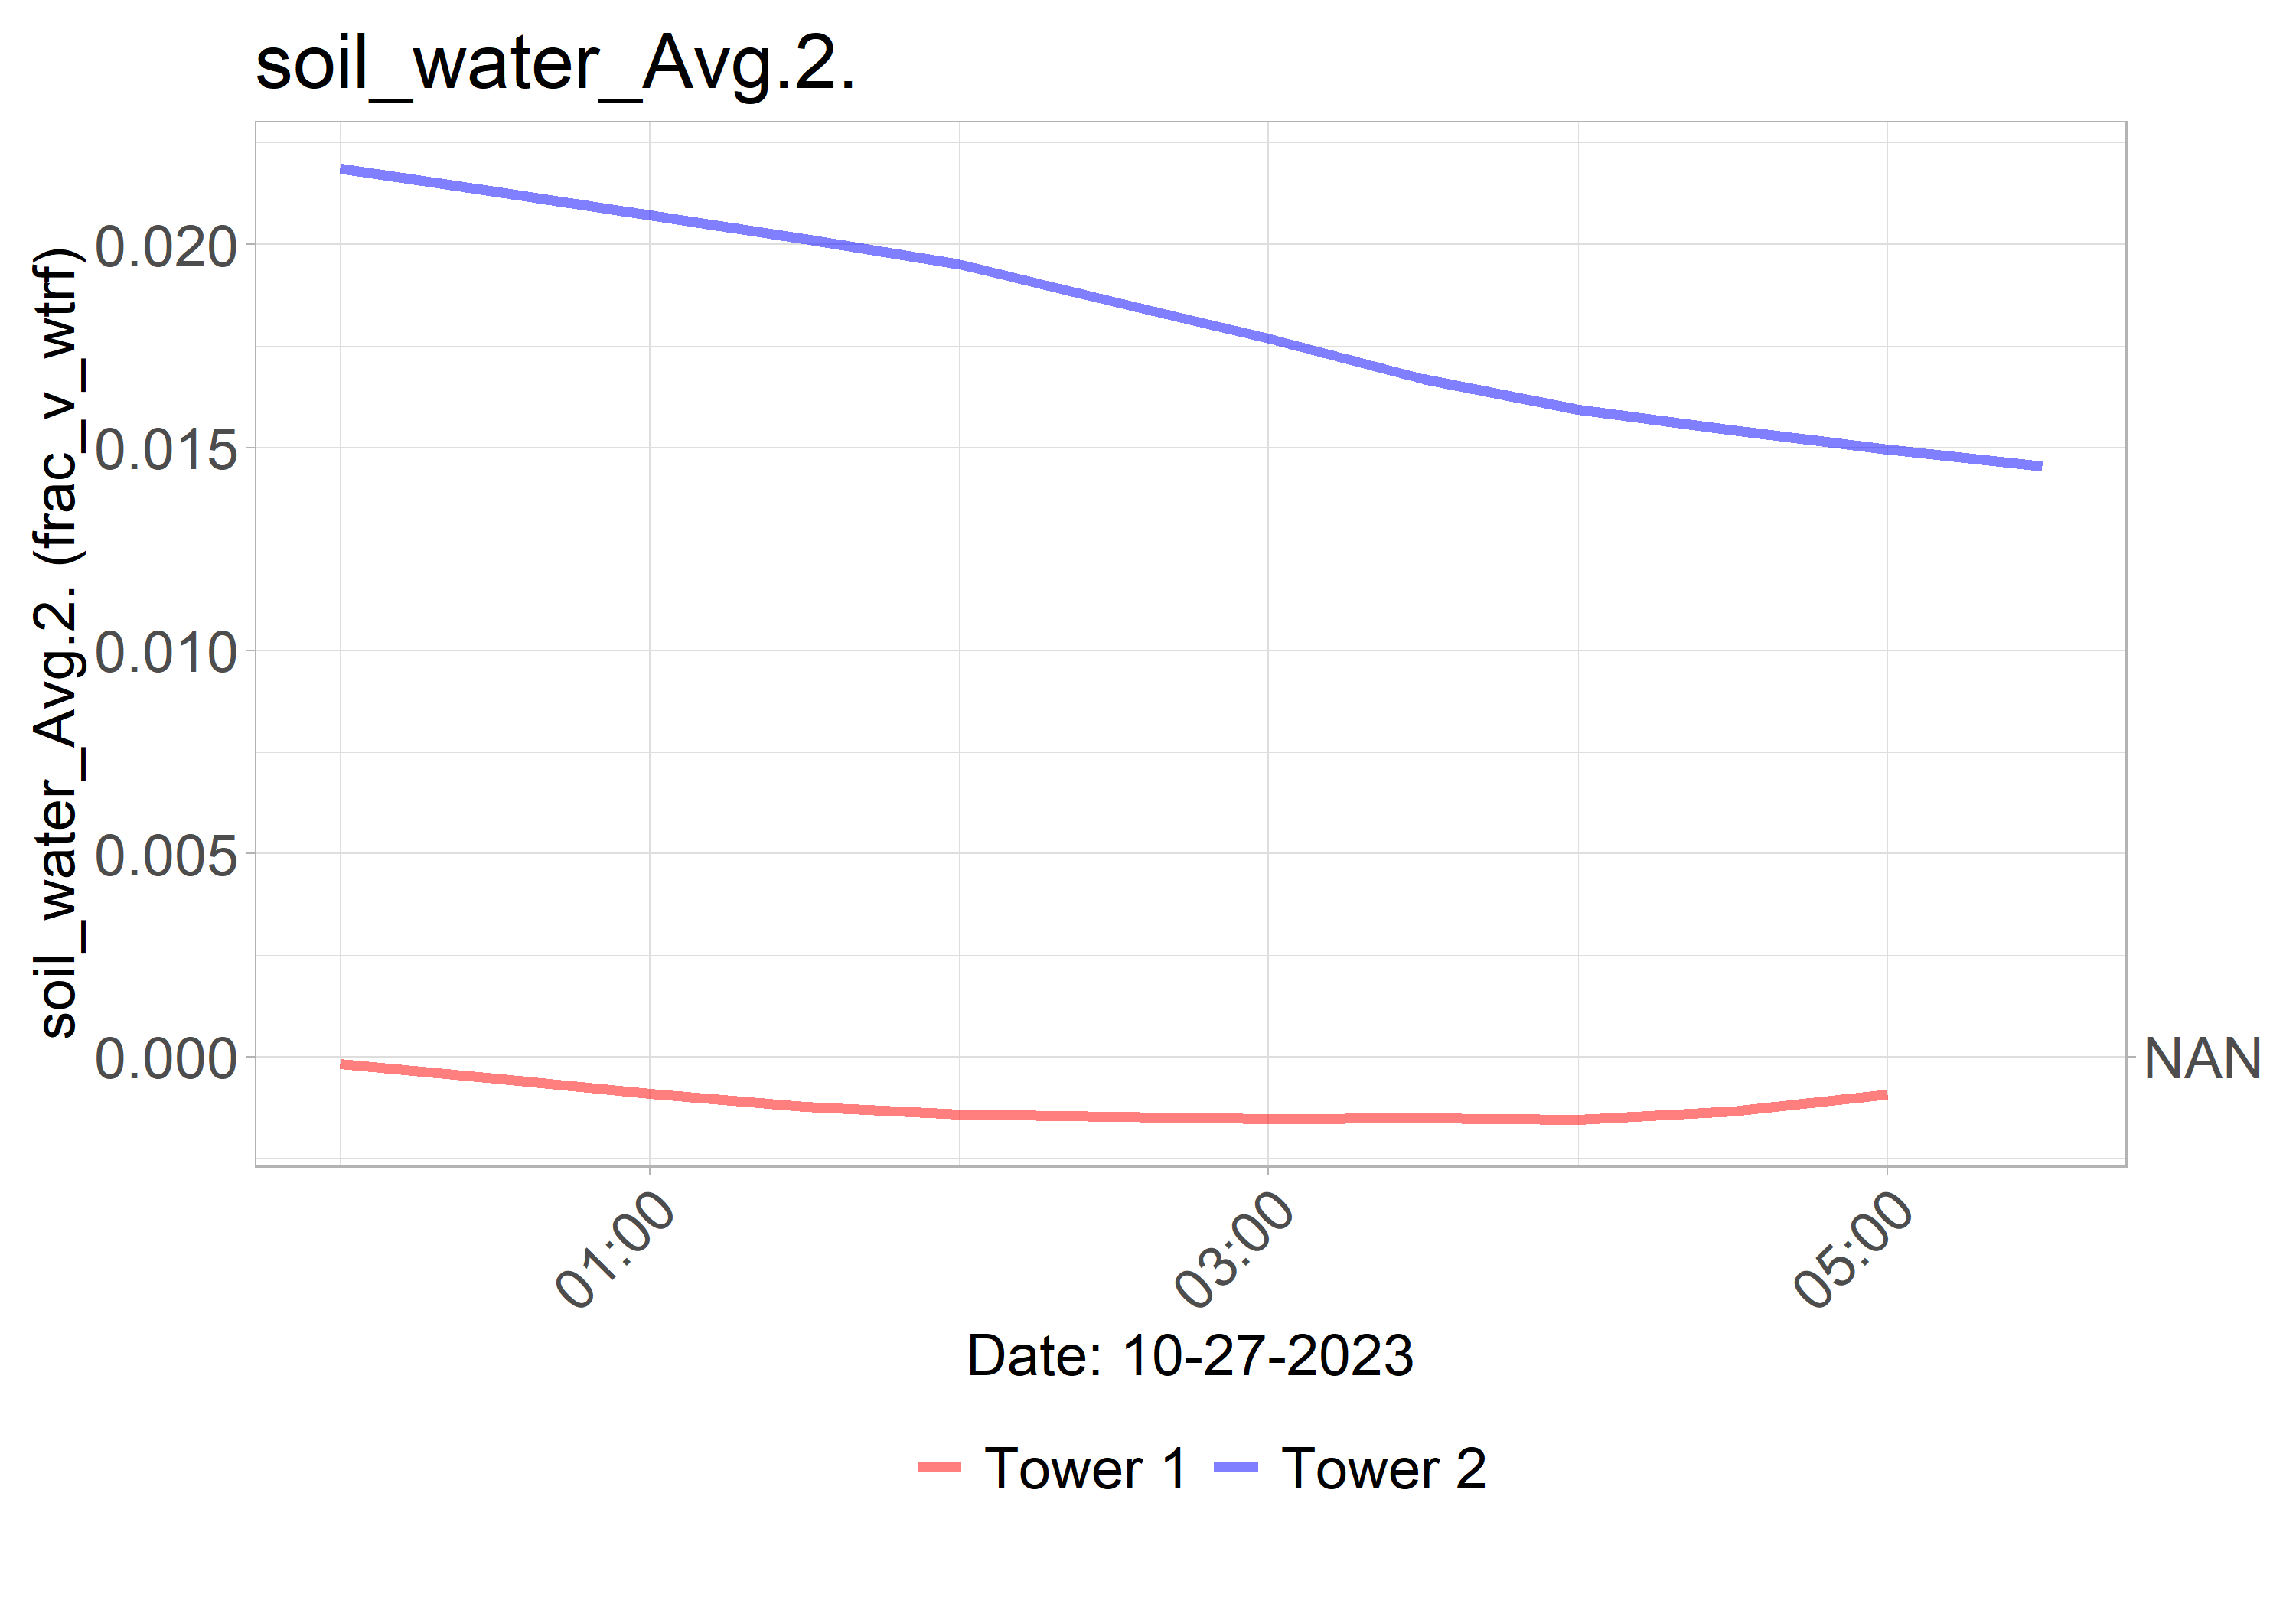 soil_water_Avg.2.
soil_water_Avg.2. (frac_v_wtrf)
0.020
0.015
0.010
0.005
0.000
NAN
01:00
03:00
05:00
Date: 10-27-2023
Tower 1
Tower 2